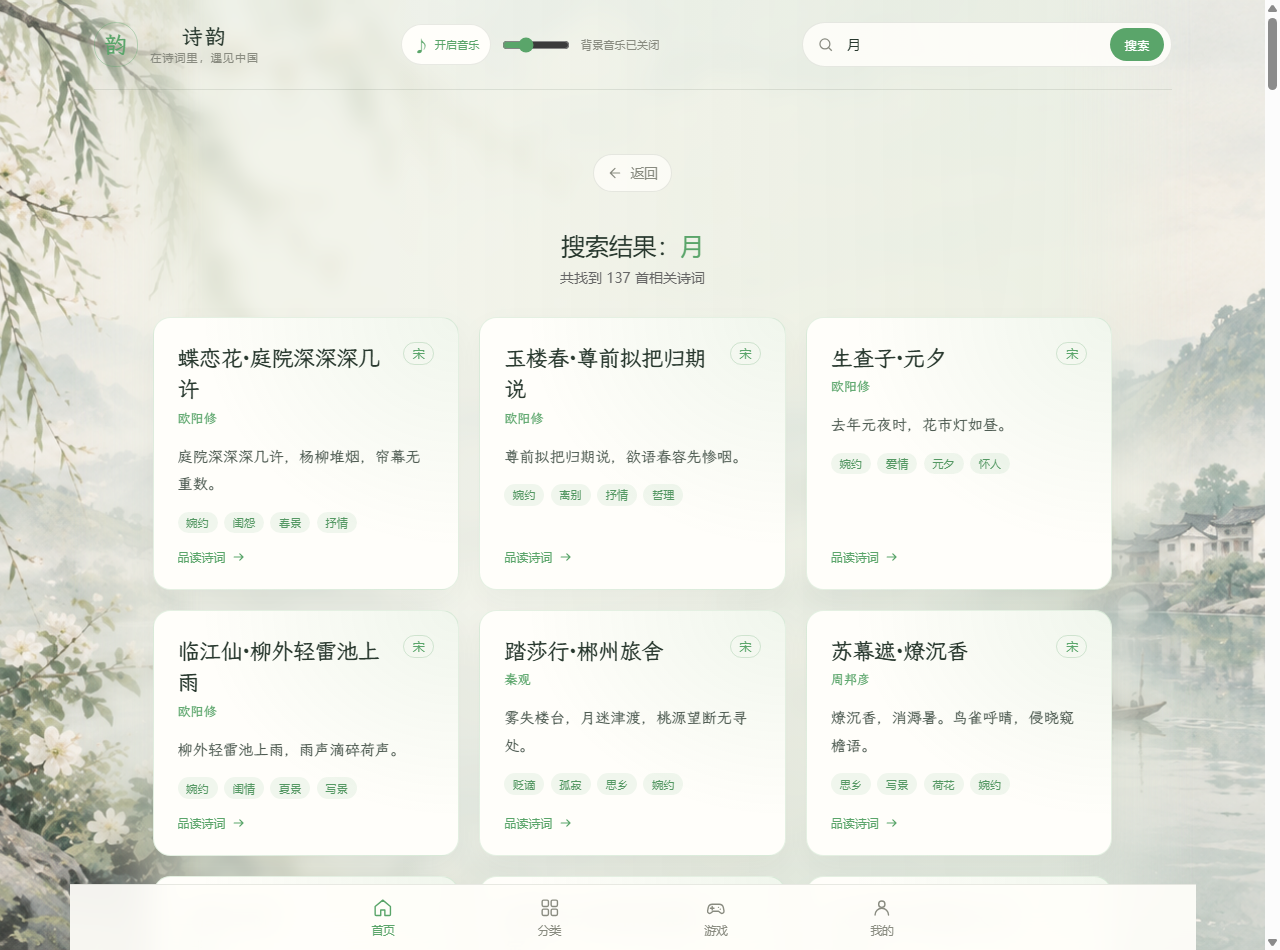 韵
诗韵
在诗词里，遇见中国
♪ 开启音乐
背景音乐已关闭
月
搜索
← 返回
搜索结果：月
共找到 137 首相关诗词
蝶恋花·庭院深深深几
许
宋
欧阳修
庭院深深深几许，杨柳堆烟，帘幕无
重数。
婉约 闺怨 春景 抒情
品读诗词 →
玉楼春·尊前拟把归期
说
宋
欧阳修
尊前拟把归期说，欲语春容先惨咽。
婉约 离别 抒情 哲理
品读诗词 →
生查子·元夕
宋
欧阳修
去年元夜时，花市灯如昼。
婉约 爱情 元夕 怀人
品读诗词 →
临江仙·柳外轻雷池上
雨
宋
欧阳修
柳外轻雷池上雨，雨声滴碎荷声。
婉约 闺情 夏景 写景
品读诗词 →
踏莎行·郴州旅舍
宋
秦观
雾失楼台，月迷津渡，桃源望断无寻
处。
贬谪 孤寂 思乡 婉约
品读诗词 →
苏幕遮·燎沉香
宋
周邦彦
燎沉香，消溽暑。鸟雀呼晴，侵晓窥
檐语。
思乡 写景 荷花 婉约
品读诗词 →
首页
分类
游戏
我的